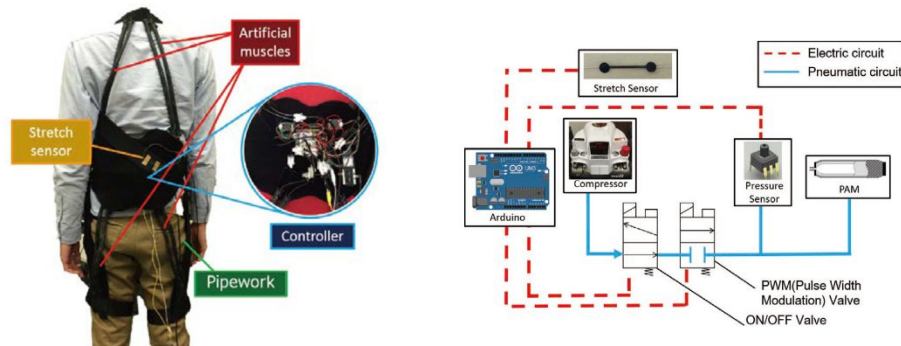 Artificial
muscles
Stretch
sensor
Controller
Pipework
Electric circuit
Pneumatic circuit
Stretch Sensor
Compressor
Arduino
Pressure
Sensor
PAM
PWM(Pulse Width
Modulation) Valve
ON/OFF Valve